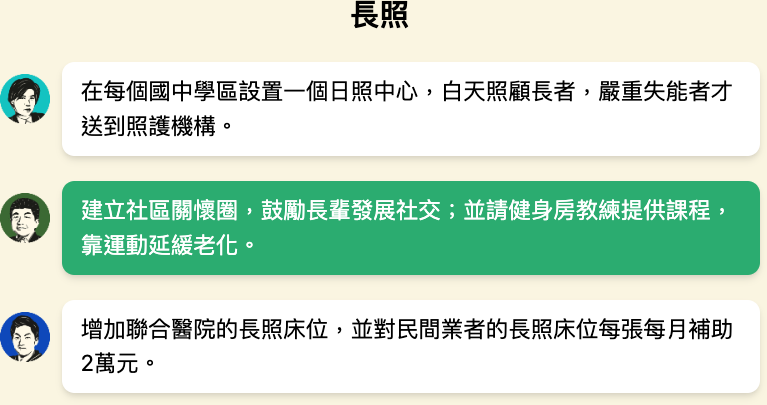 長照
在每個國中學區設置一個日照中心，白天照顧長者，嚴重失能者才
送到照護機構。
建立社區關懷圈，鼓勵長輩發展社交；並請健身房教練提供課程，
靠運動延緩老化。
增加聯合醫院的長照床位，並對民間業者的長照床位每張每月補助
2萬元。